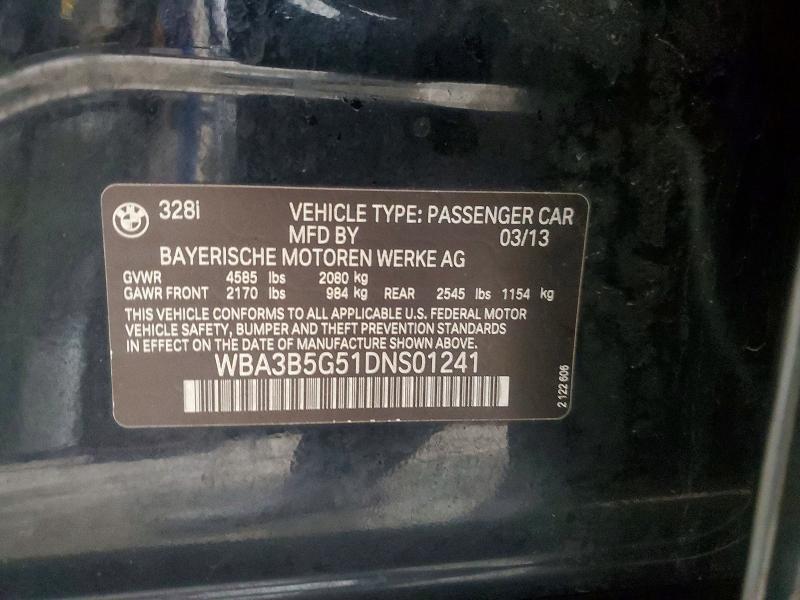 328i VEHICLE TYPE: PASSENGER CAR
MFD BY 03/13
BAYERISCHE MOTOREN WERKE AG
GVWR 4585 lbs 2080 kg
GAWR FRONT 2170 lbs 984 kg REAR 2545 lbs 1154 kg
THIS VEHICLE CONFORMS TO ALL APPLICABLE U.S. FEDERAL MOTOR
VEHICLE SAFETY, BUMPER AND THEFT PREVENTION STANDARDS
IN EFFECT ON THE DATE OF MANUFACTURE SHOWN ABOVE.
WBA3B5G51DNS01241
2 122 606